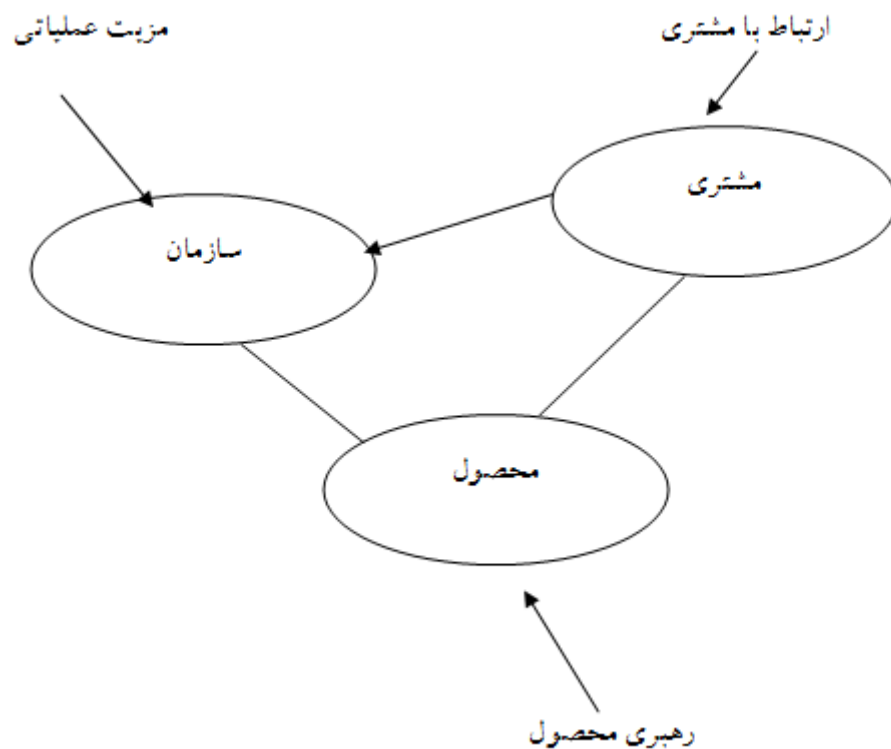 ارتباط با مشتری
مزیت عملیاتی
مشتری
سازمان
محصول
رهبری محصول